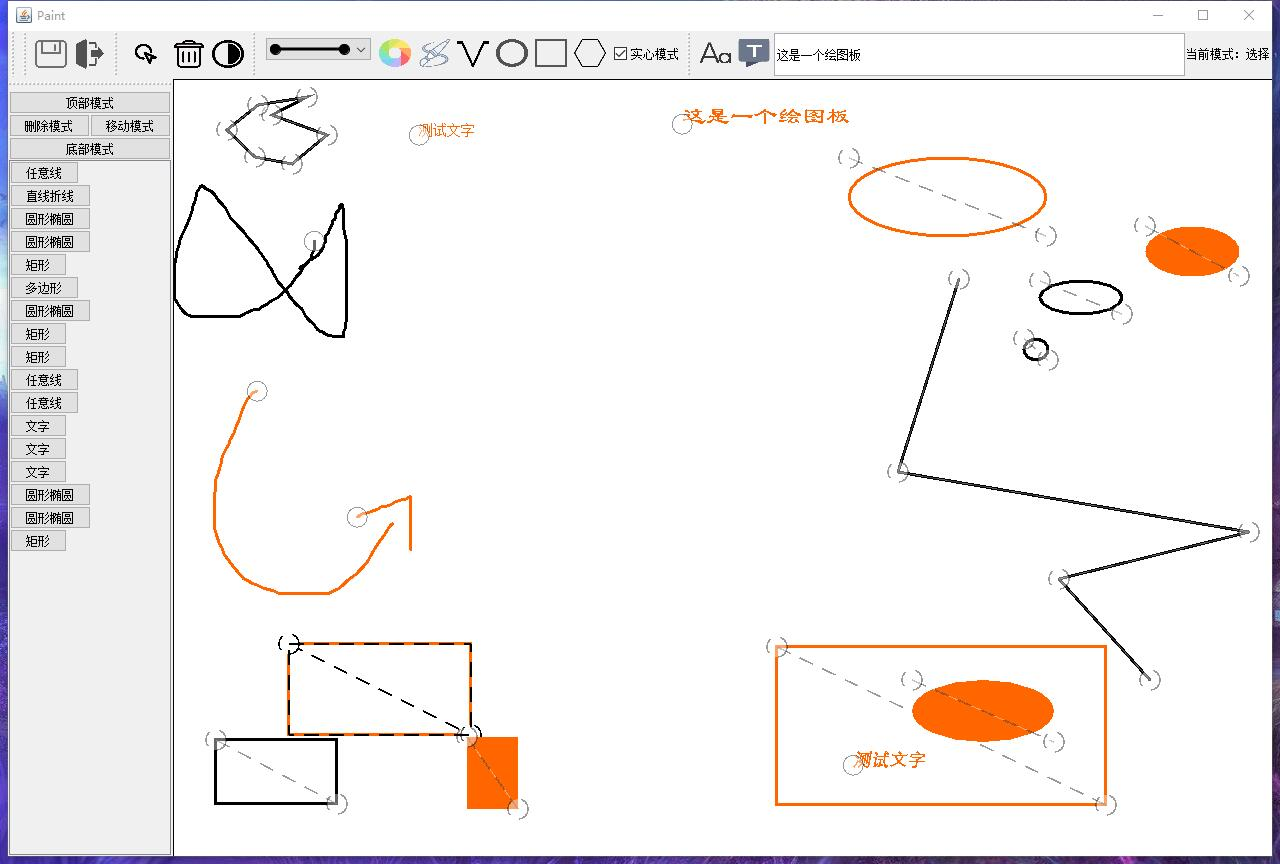 Paint
实心模式
Aa
T
这是一个绘图板
当前模式：选择
顶部模式
删除模式 移动模式
底部模式
任意线
直线折线
圆形椭圆
圆形椭圆
矩形
多边形
圆形椭圆
矩形
矩形
任意线
任意线
文字
文字
文字
圆形椭圆
圆形椭圆
矩形
这是一个绘图板
测试文字
测试文字